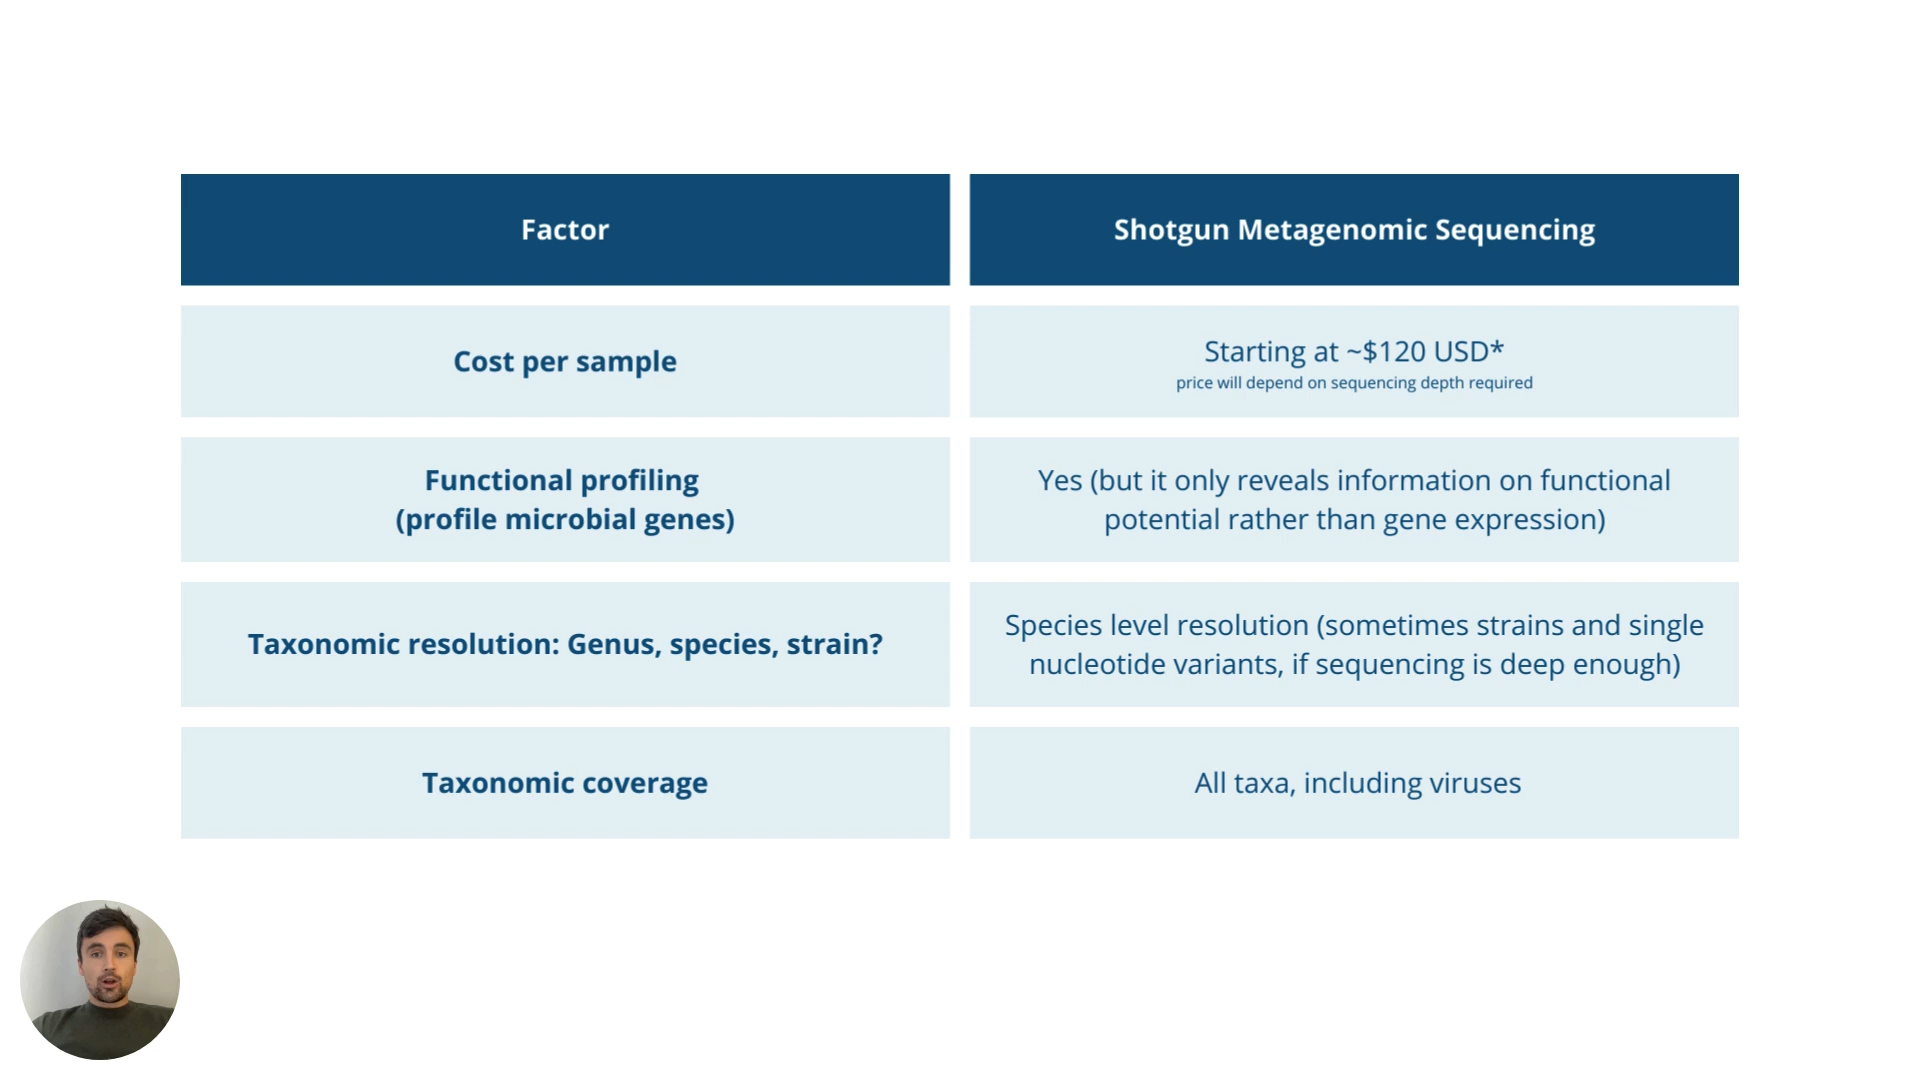 Factor
Shotgun Metagenomic Sequencing
Cost per sample
Starting at ~$120 USD*
price will depend on sequencing depth required
Functional profiling
(profile microbial genes)
Yes (but it only reveals information on functional
potential rather than gene expression)
Taxonomic resolution: Genus, species, strain?
Species level resolution (sometimes strains and single
nucleotide variants, if sequencing is deep enough)
Taxonomic coverage
All taxa, including viruses